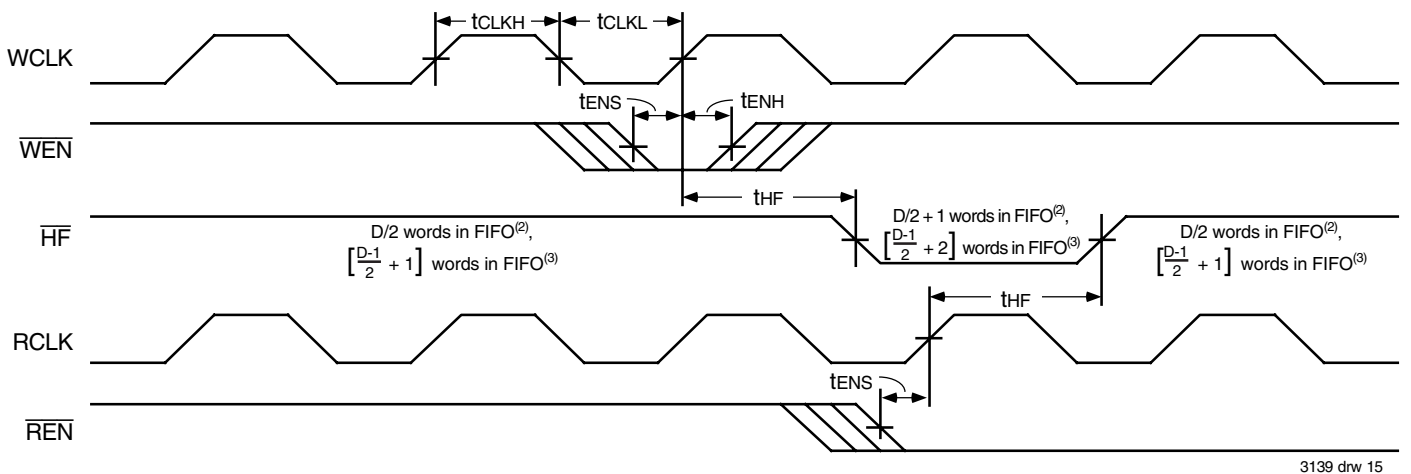 tCLKH
tCLKL
WCLK
tENS
tENH
WEN
tHF
HF
D/2 words in FIFO(2),
[D-1/2 + 1] words in FIFO(3)
D/2 + 1 words in FIFO(2),
[D-1/2 + 2] words in FIFO(3)
D/2 words in FIFO(2),
[D-1/2 + 1] words in FIFO(3)
tHF
RCLK
tENS
REN
3139 drw 15